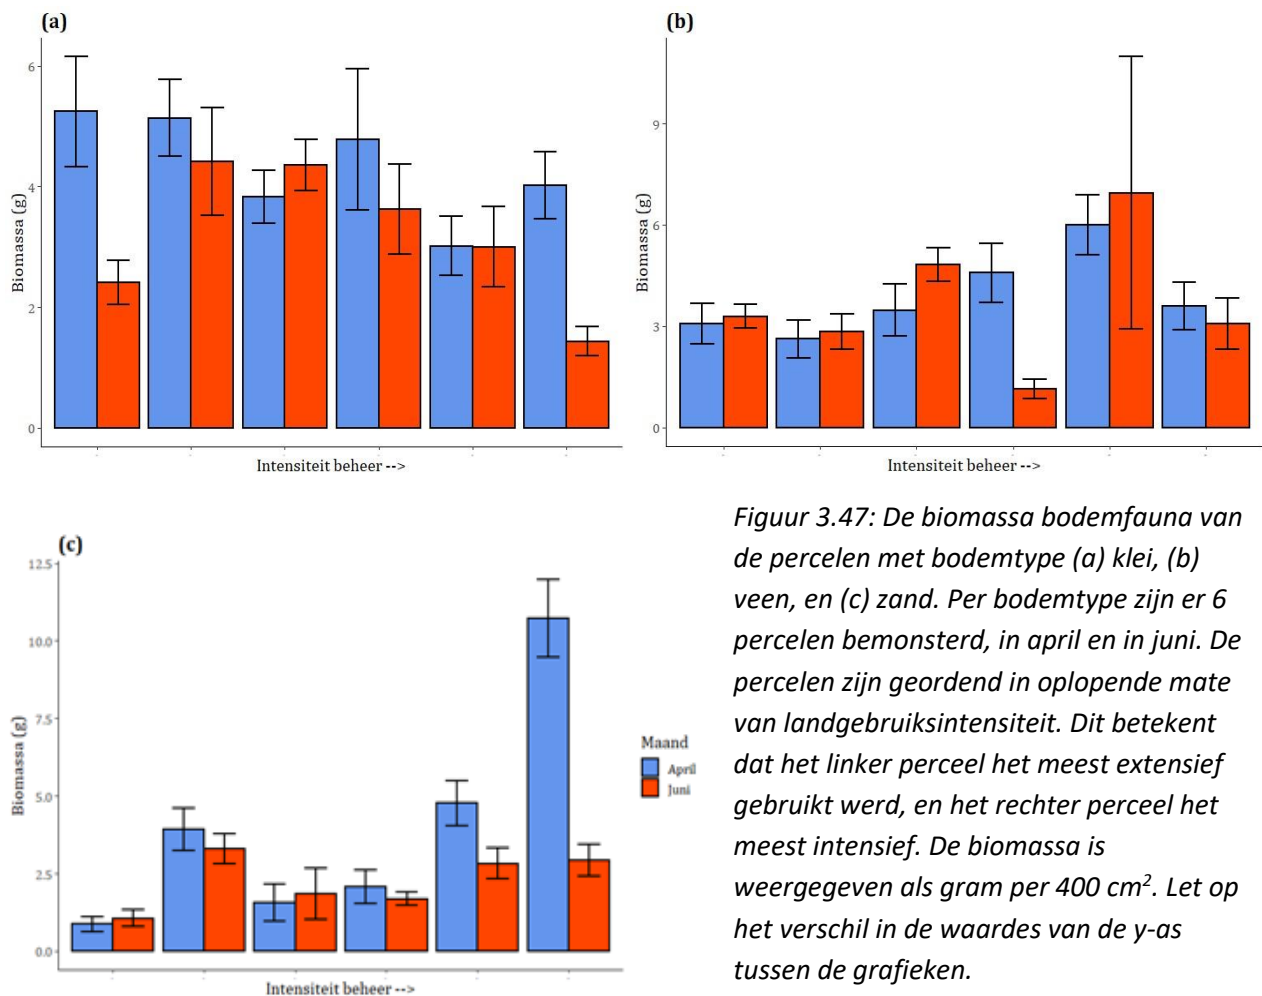 (a)
6
4
2
0
Biomassa (g)
Intensiteit beheer -->
(b)
9
6
3
0
Biomassa (g)
Intensiteit beheer -->
(c)
12.5
10.0
7.5
5.0
2.5
0.0
Biomassa (g)
Intensiteit beheer -->
Maand
April
Juni
Figuur 3.47: De biomassa bodemfauna van
de percelen met bodemtype (a) klei, (b)
veen, en (c) zand. Per bodemtype zijn er 6
percelen bemonsterd, in april en in juni. De
percelen zijn geordend in oplopende mate
van landgebruiksintensiteit. Dit betekent
dat het linker perceel het meest extensief
gebruikt werd, en het rechter perceel het
meest intensief. De biomassa is
weergegeven als gram per 400 cm². Let op
het verschil in de waardes van de y-as
tussen de grafieken.